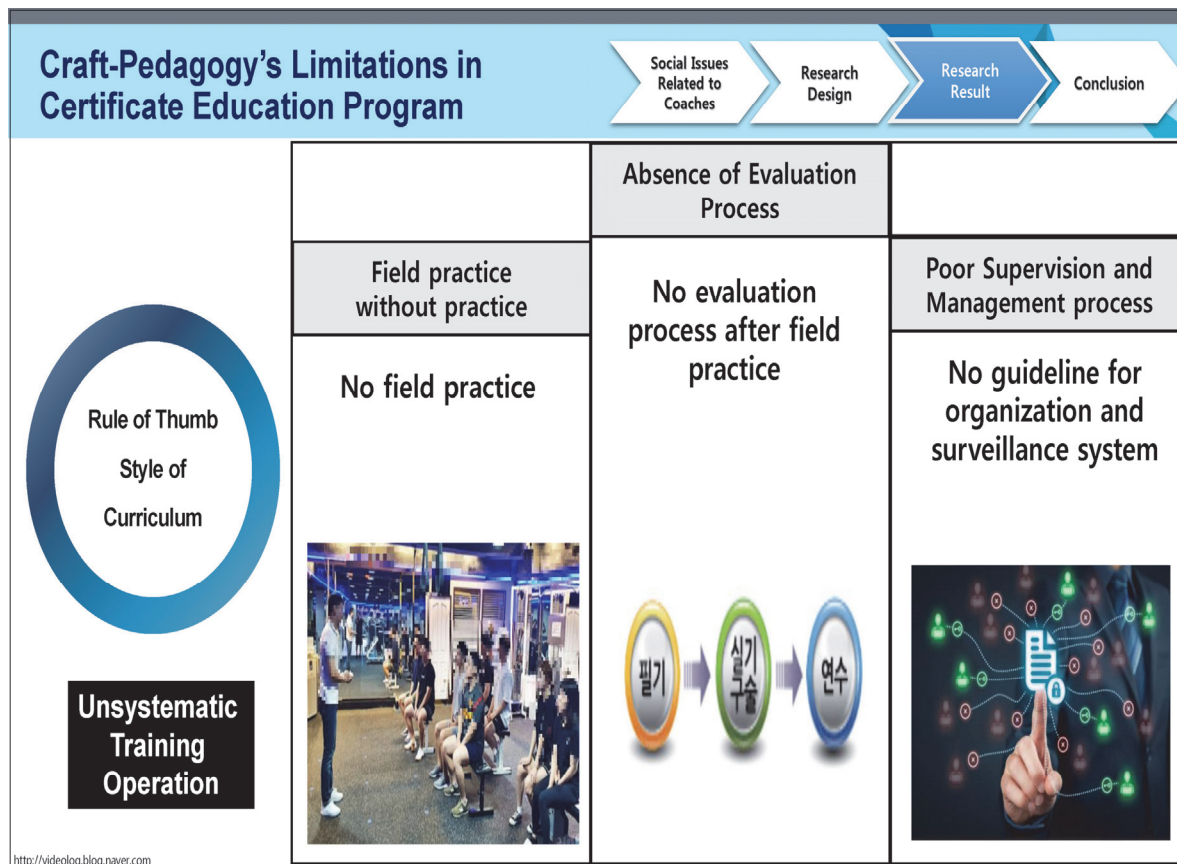 Craft-Pedagogy's Limitations in
Certificate Education Program
Social Issues
Related to
Coaches
Research
Design
Research
Result
Conclusion
Rule of Thumb
Style of
Curriculum
Unsystematic
Training
Operation
Field practice
without practice
No field practice
Absence of Evaluation
Process
No evaluation
process after field
practice
필기
실기
구술
연수
Poor Supervision and
Management process
No guideline for
organization and
surveillance system
http://videolog.blog.naver.com